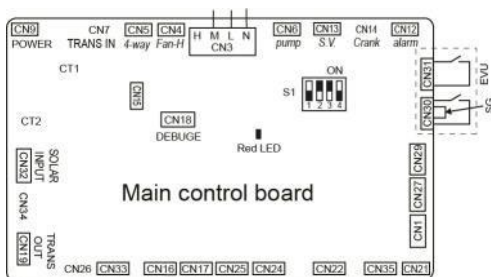 CN9 CN7 CN5 CN4 H M L N CN6 CN13 CN14 CN12
POWER TRANS IN 4-way Fan-H CN3 pump S.V. Crank alarm
CT1
ON
S1
1 2 3 4
CN15
CN18
DEBUGE
Red LED
CT2
CN31
EVU
CN30
SG
SOLAR
INPUT
CN32
CN34
TRANS
OUT
CN19
Main control board
CN29
CN27
CN1
CN26 CN33 CN16 CN17 CN25 CN24 CN22 CN35 CN21